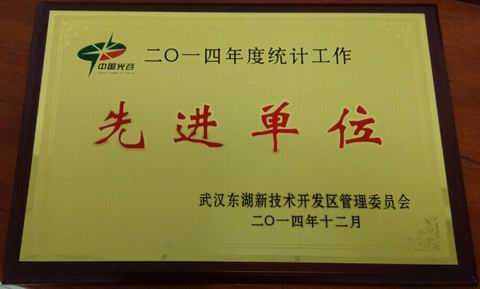 中国光谷
二〇一四年度统计工作
先进单位
武汉东湖新技术开发区管理委员会
二〇一四年十二月